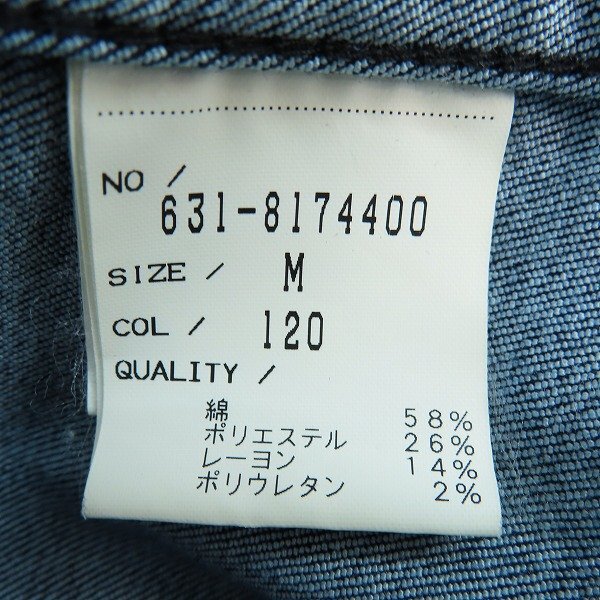 NO /
631-8174400
SIZE / M
COL / 120
QUALITY /
綿 58%
ポリエステル 26%
レーヨン 14%
ポリウレタン 2%